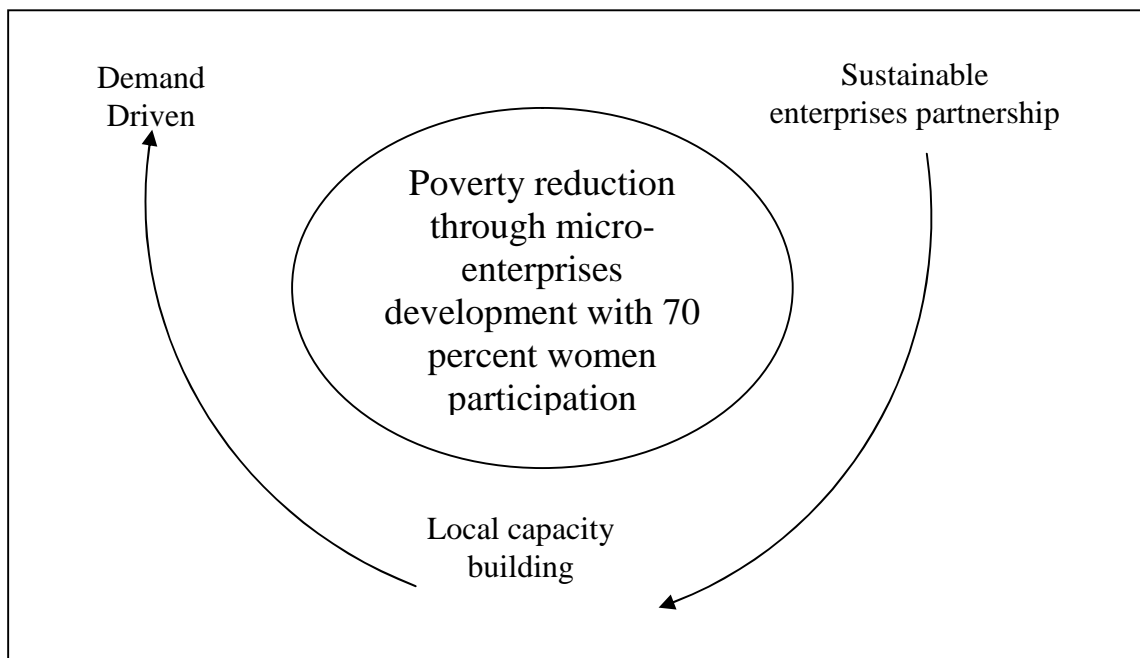 Demand
Driven
Sustainable
enterprises partnership
Poverty reduction
through micro-
enterprises
development with 70
percent women
participation
Local capacity
building